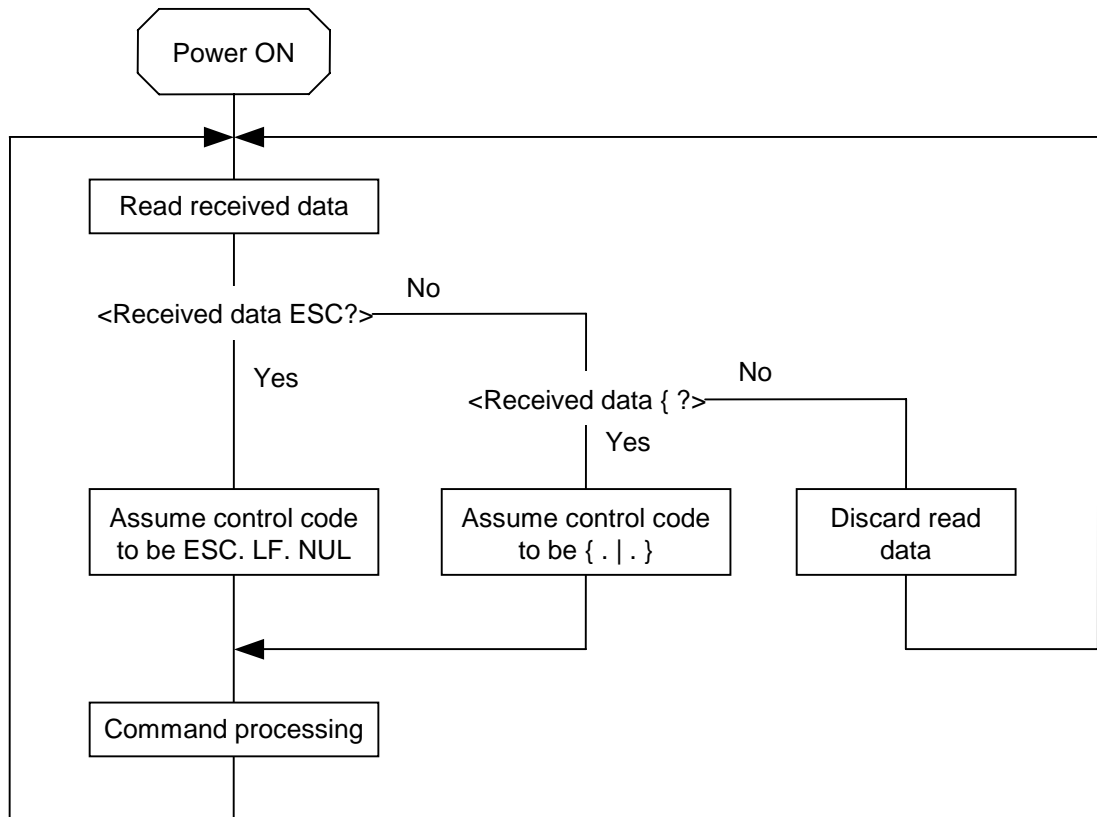 Power ON
Read received data
No
<Received data ESC?>
Yes
No
<Received data { ?>
Yes
Assume control code
to be ESC. LF. NUL
Assume control code
to be { . | . }
Discard read
data
Command processing